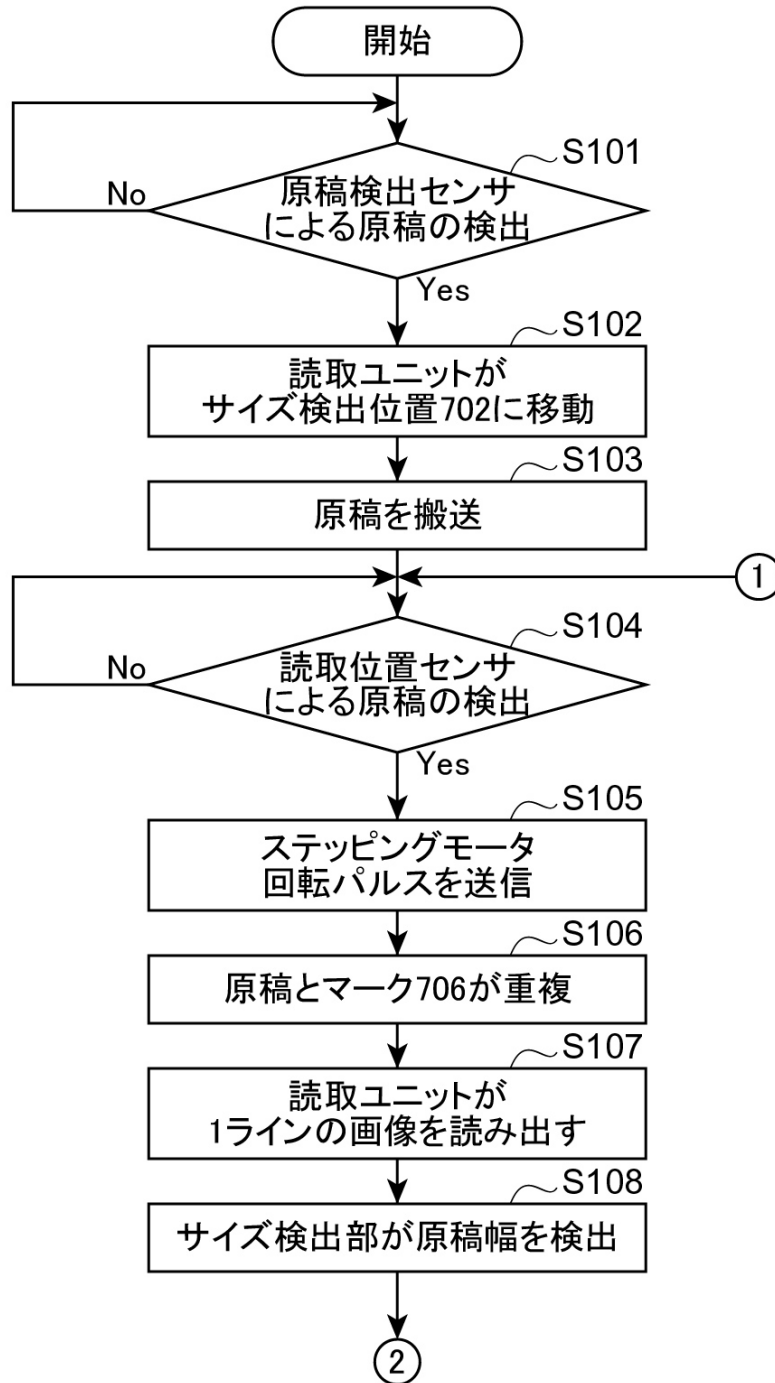 開始
S101
No
原稿検出センサ
による原稿の検出
Yes
S102
読取ユニットが
サイズ検出位置702に移動
S103
原稿を搬送
①
S104
No
読取位置センサ
による原稿の検出
Yes
S105
ステッピングモータ
回転パルスを送信
S106
原稿とマーク706が重複
S107
読取ユニットが
1ラインの画像を読み出す
S108
サイズ検出部が原稿幅を検出
②